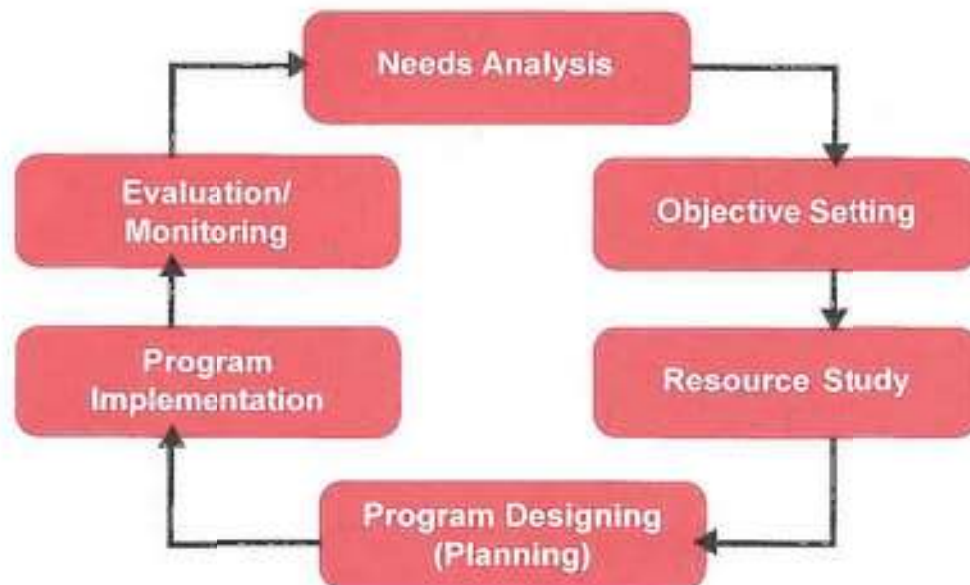 Needs Analysis
Objective Setting
Resource Study
Program Designing
(Planning)
Program
Implementation
Evaluation/
Monitoring